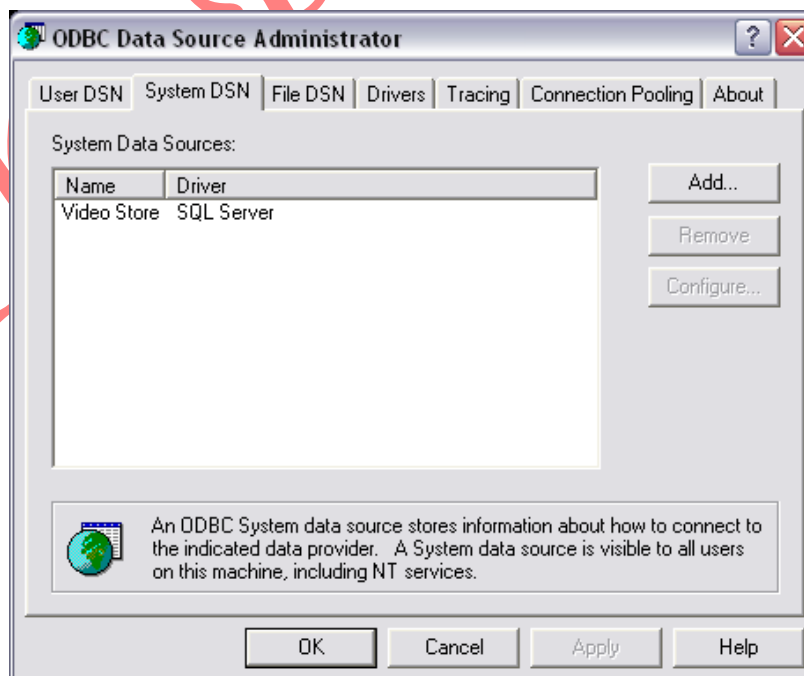 ODBC Data Source Administrator
User DSN System DSN File DSN Drivers Tracing Connection Pooling About
System Data Sources:
Name Driver
Video Store SQL Server
Add...
Remove
Configure...
An ODBC System data source stores information about how to connect to
the indicated data provider. A System data source is visible to all users
on this machine, including NT services.
OK Cancel Apply Help